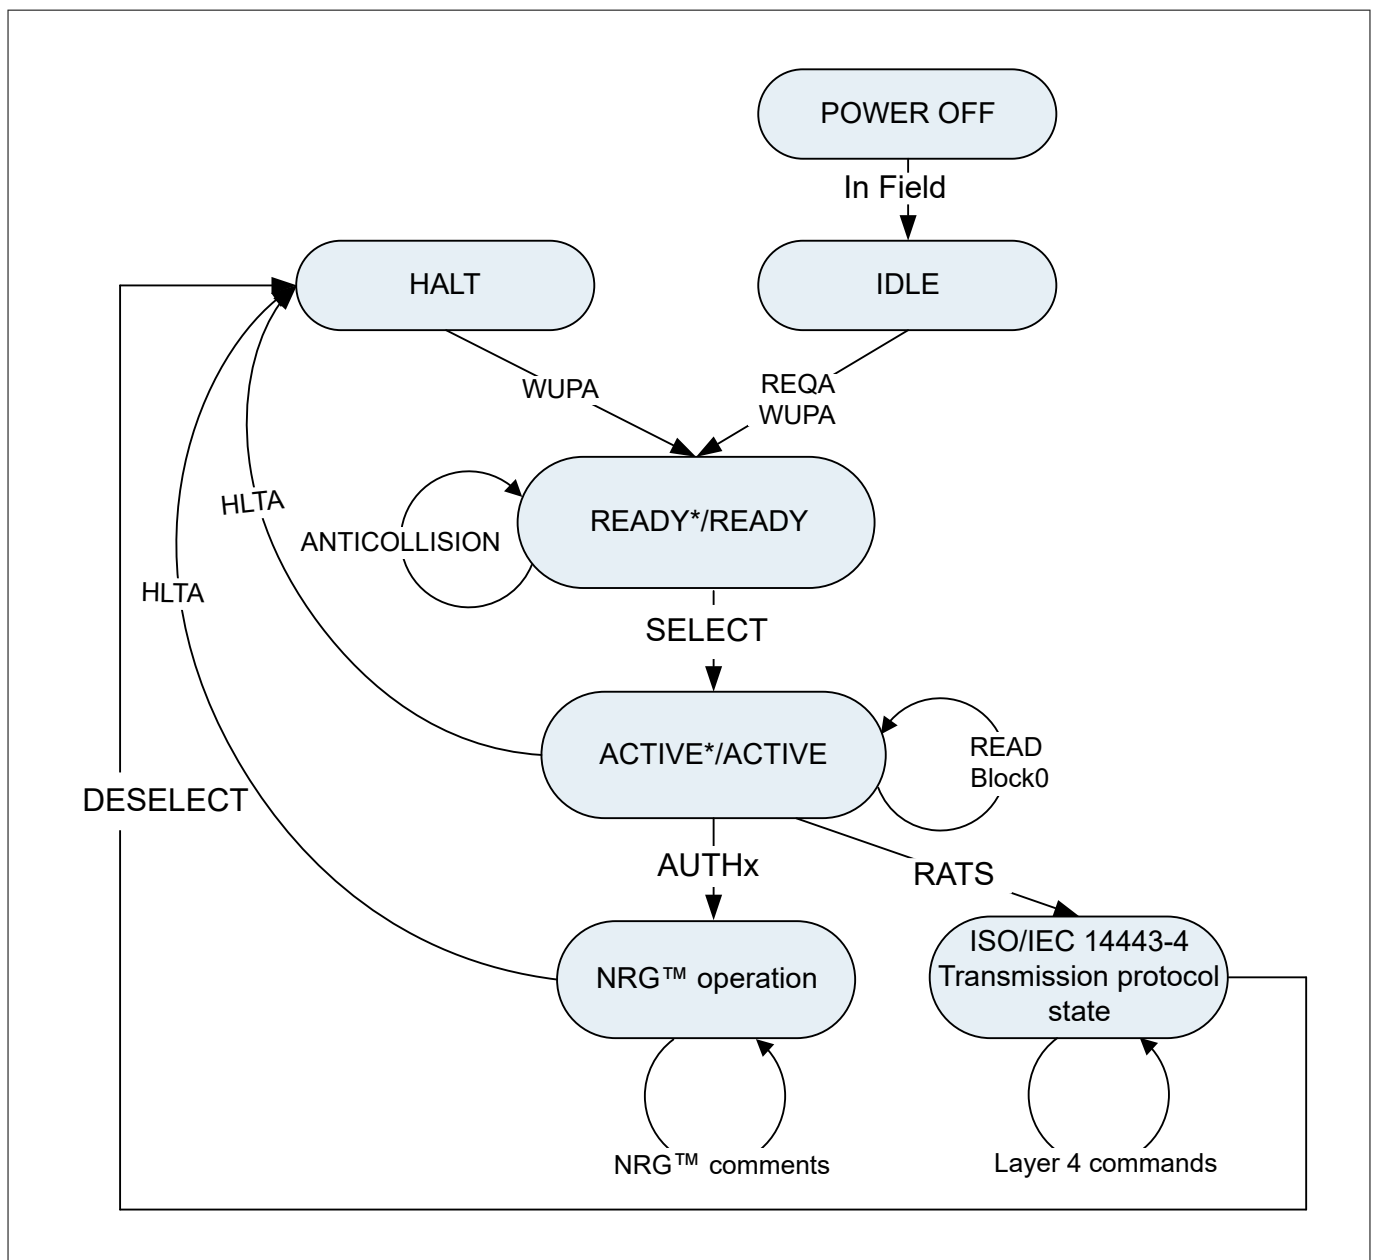 POWER OFF
In Field
HALT
IDLE
WUPA
REQA
WUPA
HLTA
READY*/READY
ANTICOLLISION
HLTA
SELECT
ACTIVE*/ACTIVE
READ
Block0
DESELECT
AUTHx
RATS
NRG™ operation
ISO/IEC 14443-4
Transmission protocol
state
NRG™ comments
Layer 4 commands